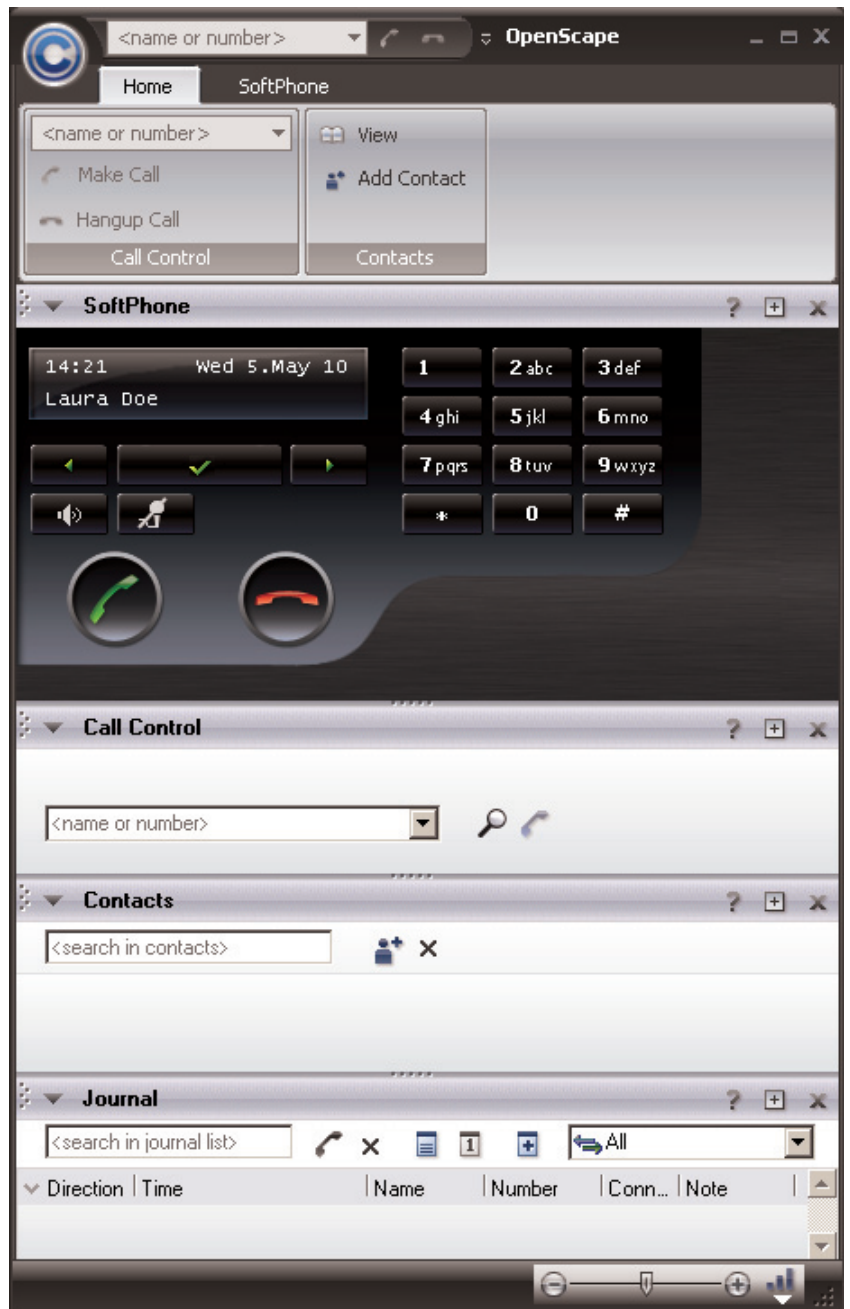 <name or number> OpenScape
Home SoftPhone
<name or number> View
Make Call Add Contact
Hangup Call
Call Control Contacts
SoftPhone ?
14:21 Wed 5.May 10 1 2 abc 3 def
Laura Doe
4 ghi 5 jkl 6 mno
7 pqrs 8 tuv 9 wxyz
* 0 #
Call Control ?
<name or number>
Contacts ?
<search in contacts>
Journal ?
<search in journal list> 1 All
Direction Time Name Number Conn... Note